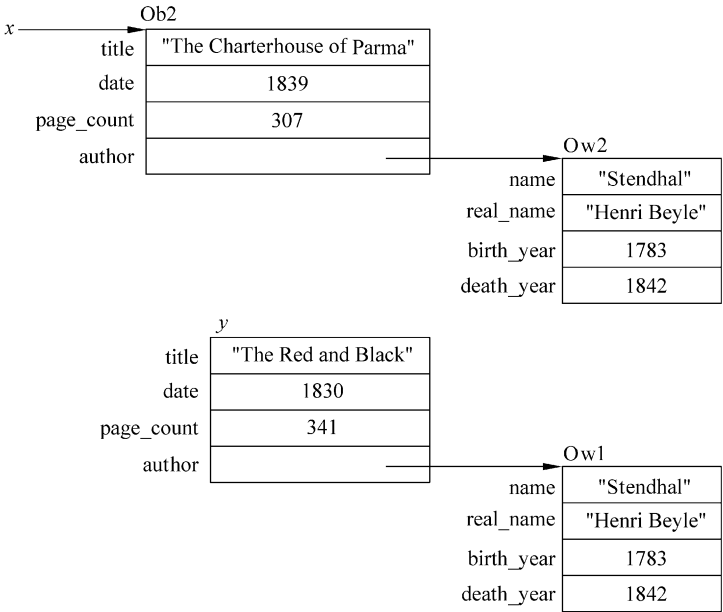 Ob2
x
title "The Charterhouse of Parma"
date 1839
page_count 307
author
Ow2
name "Stendhal"
real_name "Henri Beyle"
birth_year 1783
death_year 1842
y
title "The Red and Black"
date 1830
page_count 341
author
Ow1
name "Stendhal"
real_name "Henri Beyle"
birth_year 1783
death_year 1842